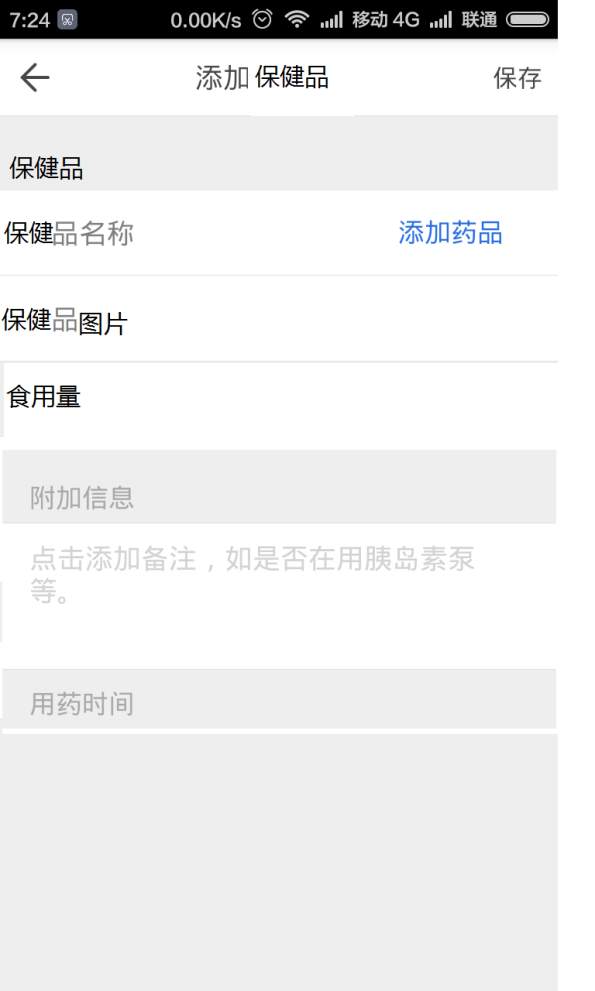 7:24 0.00K/s 移动 4G 联通
添加保健品 保存
保健品
保健品名称 添加药品
保健品图片
食用量
附加信息
点击添加备注，如是否在用胰岛素泵
等。
用药时间